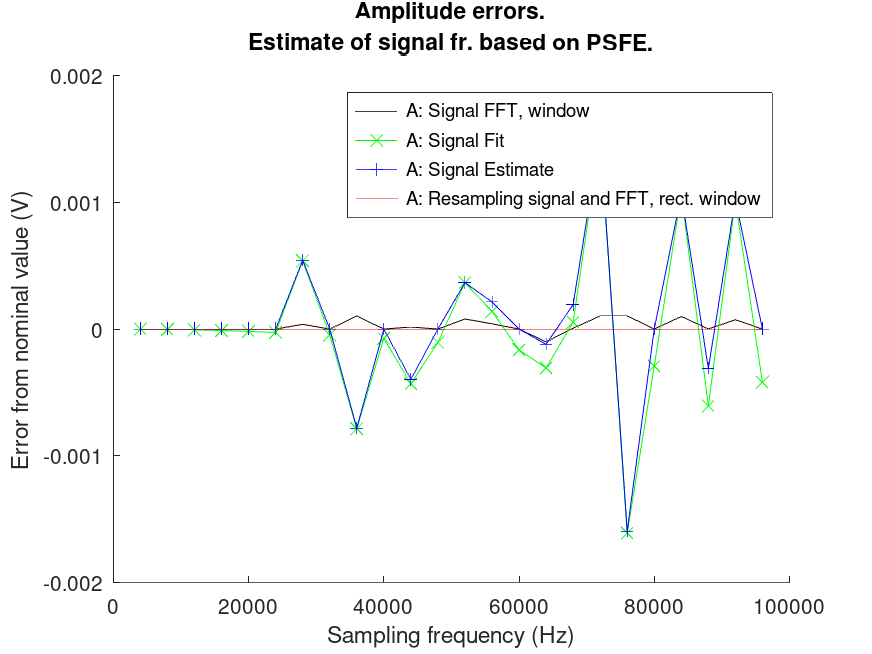 Amplitude errors.
Estimate of signal fr. based on PSFE.
0.002
0.001
0
-0.001
-0.002
Error from nominal value (V)
A: Signal FFT, window
A: Signal Fit
A: Signal Estimate
A: Resampling signal and FFT, rect. window
0 20000 40000 60000 80000 100000
Sampling frequency (Hz)